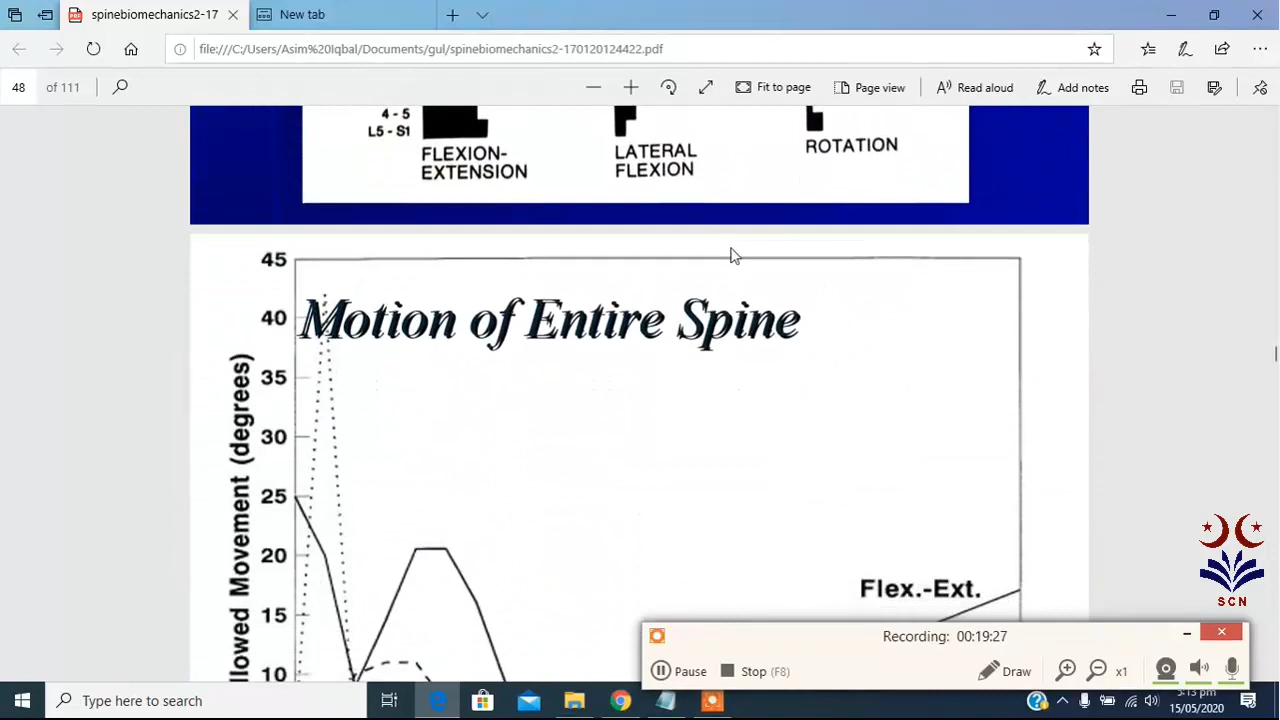 spinebiomechanics2-17
New tab
file:///C:/Users/Asim%20Iqbal/Documents/gul/spinebiomechanics2-170120124422.pdf
48 of 111
Fit to page
Page view
Read aloud
Add notes
4 - 5
L5 - S1
FLEXION-
EXTENSION
LATERAL
FLEXION
ROTATION
45
Motion of Entire Spine
40
35
30
25
20
15
10
llowed Movement (degrees)
Flex.-Ext.
SCN
Recording: 00:19:27
Pause
Stop (F8)
Draw
x1
Type here to search
5:13 pm
15/05/2020